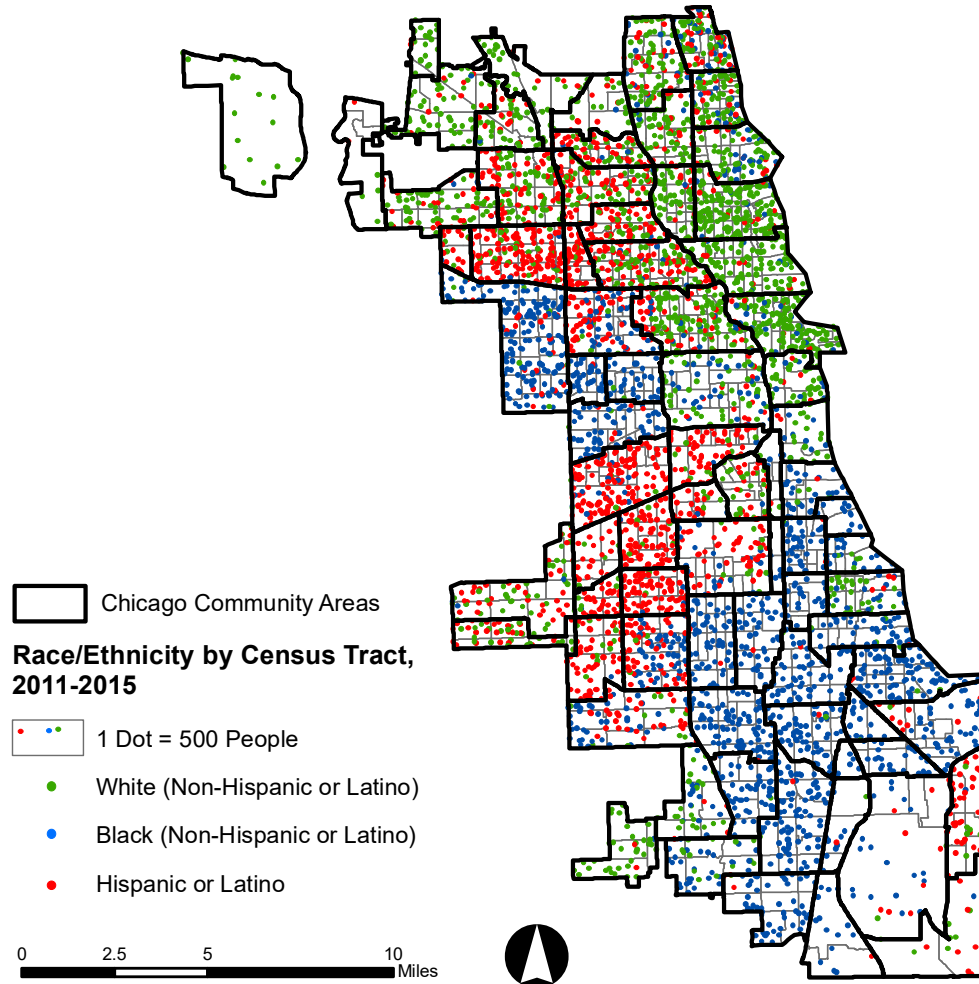 Chicago Community Areas
Race/Ethnicity by Census Tract,
2011-2015
1 Dot = 500 People
White (Non-Hispanic or Latino)
Black (Non-Hispanic or Latino)
Hispanic or Latino
0 2.5 5 10
Miles